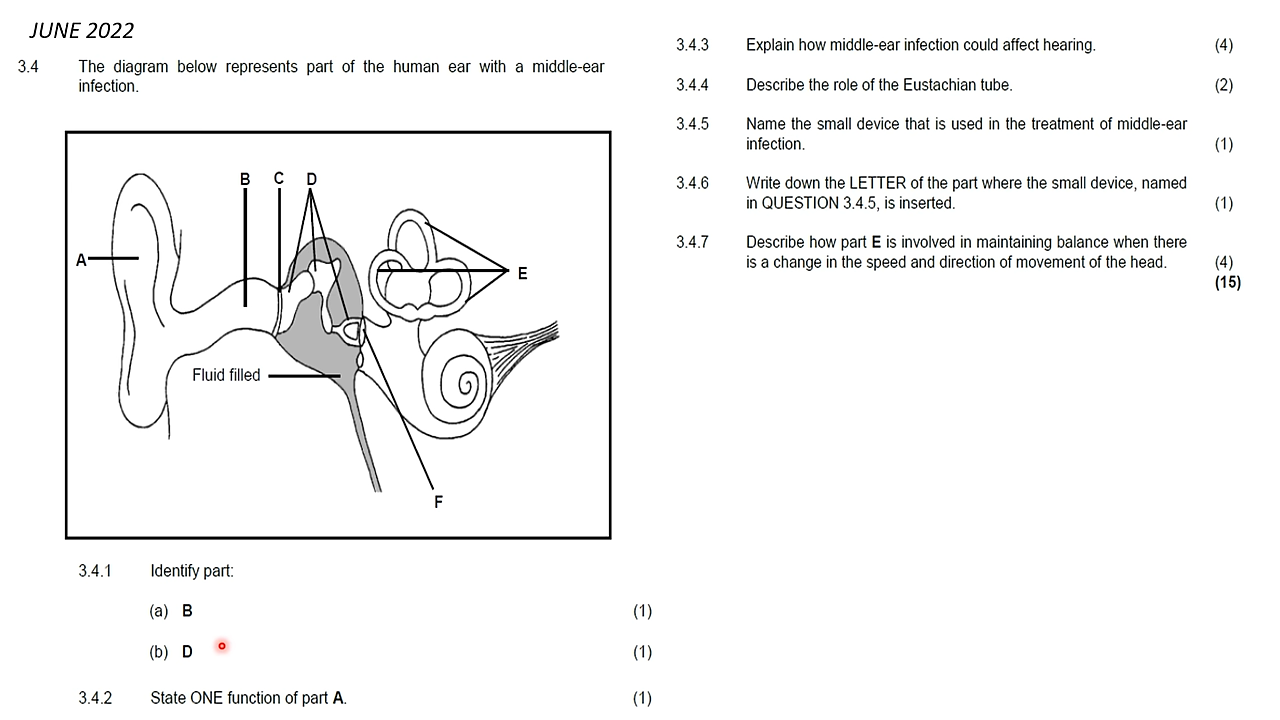 JUNE 2022
3.4 The diagram below represents part of the human ear with a middle-ear
infection.
B C D
A
E
Fluid filled
F
3.4.1 Identify part:
(a) B (1)
(b) D (1)
3.4.2 State ONE function of part A. (1)
3.4.3 Explain how middle-ear infection could affect hearing. (4)
3.4.4 Describe the role of the Eustachian tube. (2)
3.4.5 Name the small device that is used in the treatment of middle-ear
infection. (1)
3.4.6 Write down the LETTER of the part where the small device, named
in QUESTION 3.4.5, is inserted. (1)
3.4.7 Describe how part E is involved in maintaining balance when there
is a change in the speed and direction of movement of the head. (4)
(15)